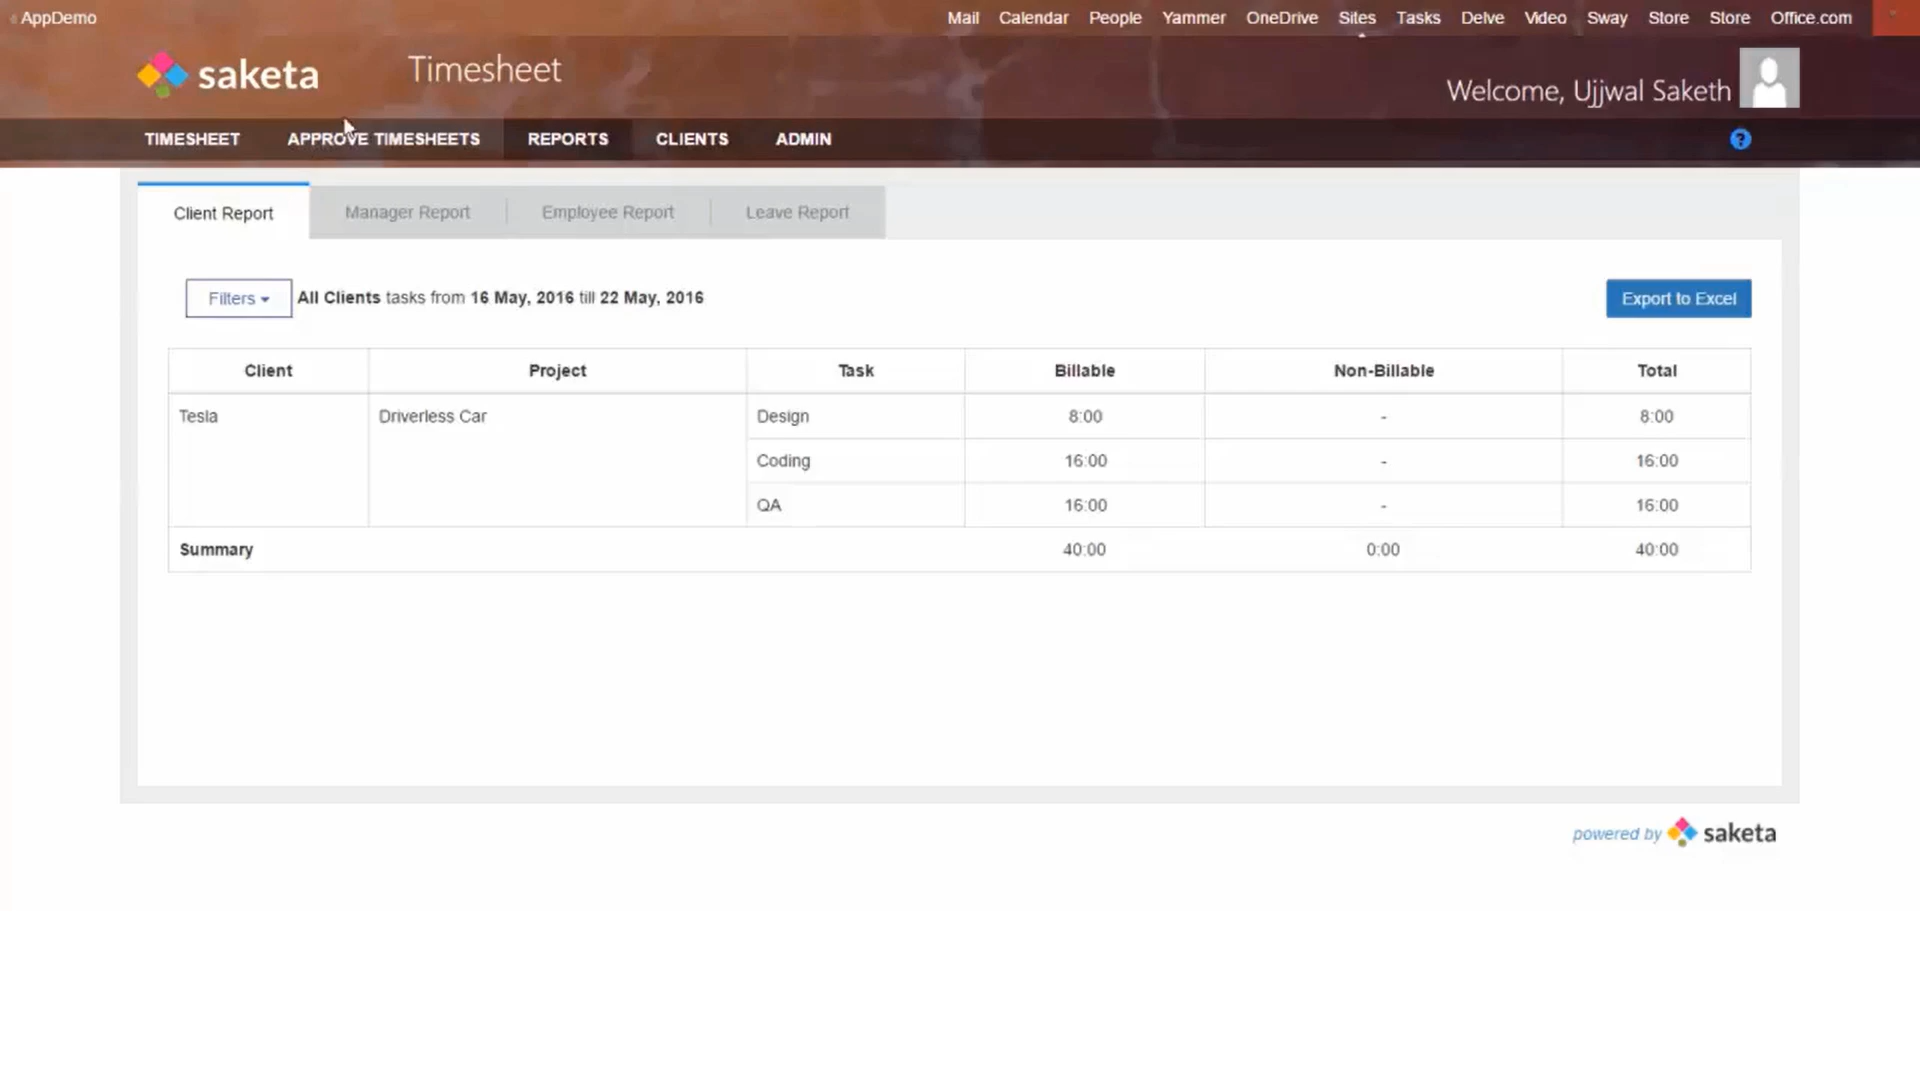 AppDemo Mail Calendar People Yammer OneDrive Sites Tasks Delve Video Sway Store Store Office.com
saketa Timesheet Welcome, Ujjwal Saketh
TIMESHEET APPROVE TIMESHEETS REPORTS CLIENTS ADMIN ?
Client Report Manager Report Employee Report Leave Report
Filters All Clients tasks from 16 May, 2016 till 22 May, 2016 Export to Excel
Client Project Task Billable Non-Billable Total
Tesla Driverless Car Design 8:00 - 8:00
Coding 16:00 - 16:00
QA 16:00 - 16:00
Summary 40:00 0:00 40:00
powered by saketa